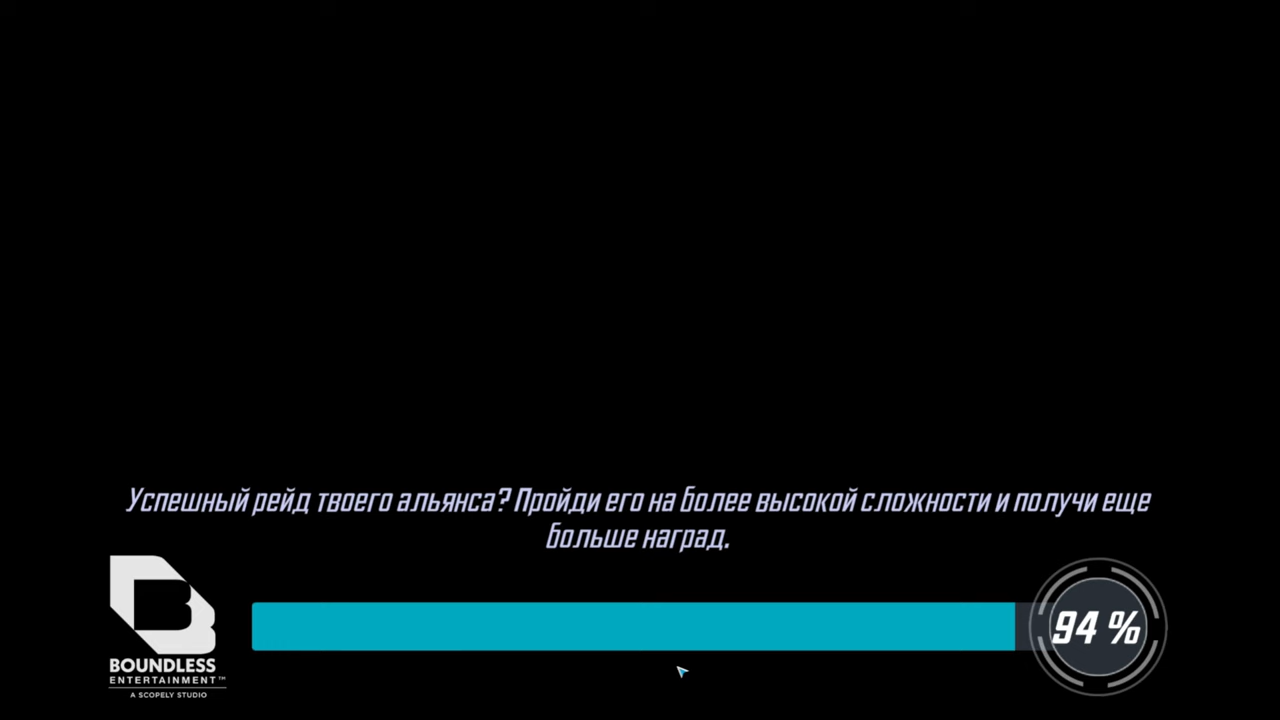 Успешный рейд твоего альянса? Пройди его на более высокой сложности и получи еще
больше наград.
94 %
BOUNDLESS
ENTERTAINMENT™
A SCOPELY STUDIO